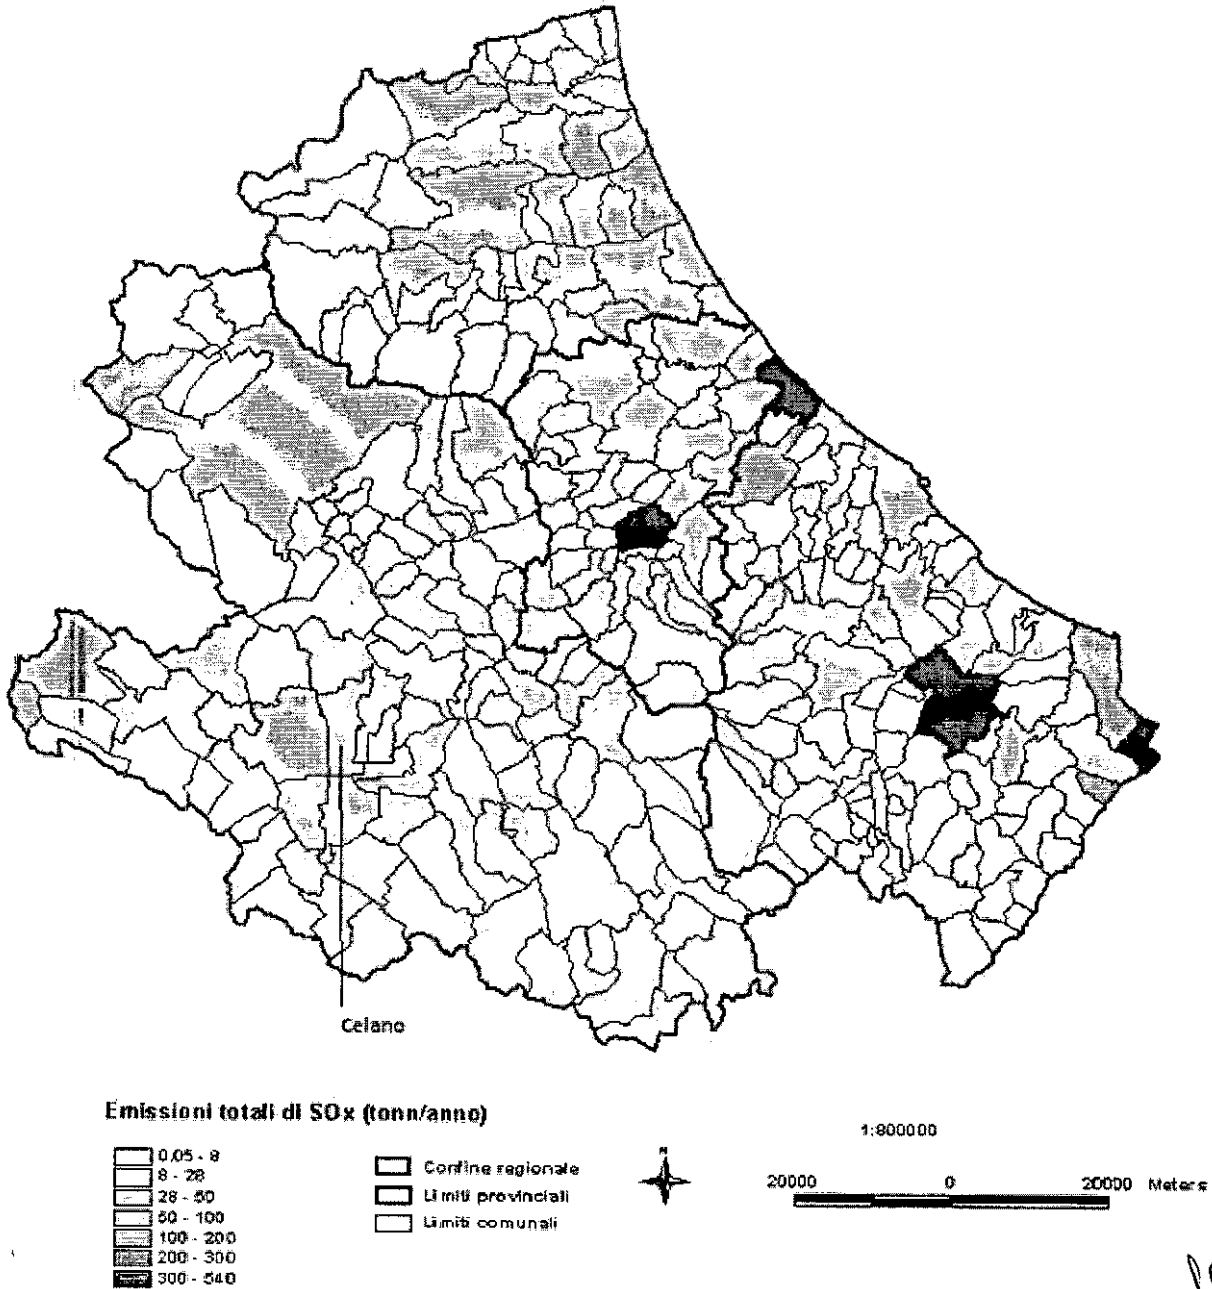 Celano
Emissioni totali di SOx (tonn/anno)
0,05 - 8
8 - 28
28 - 50
50 - 100
100 - 200
200 - 300
300 - 540
Confine regionale
Limiti provinciali
Limiti comunali
N
1:800000
20000 0 20000 Meters